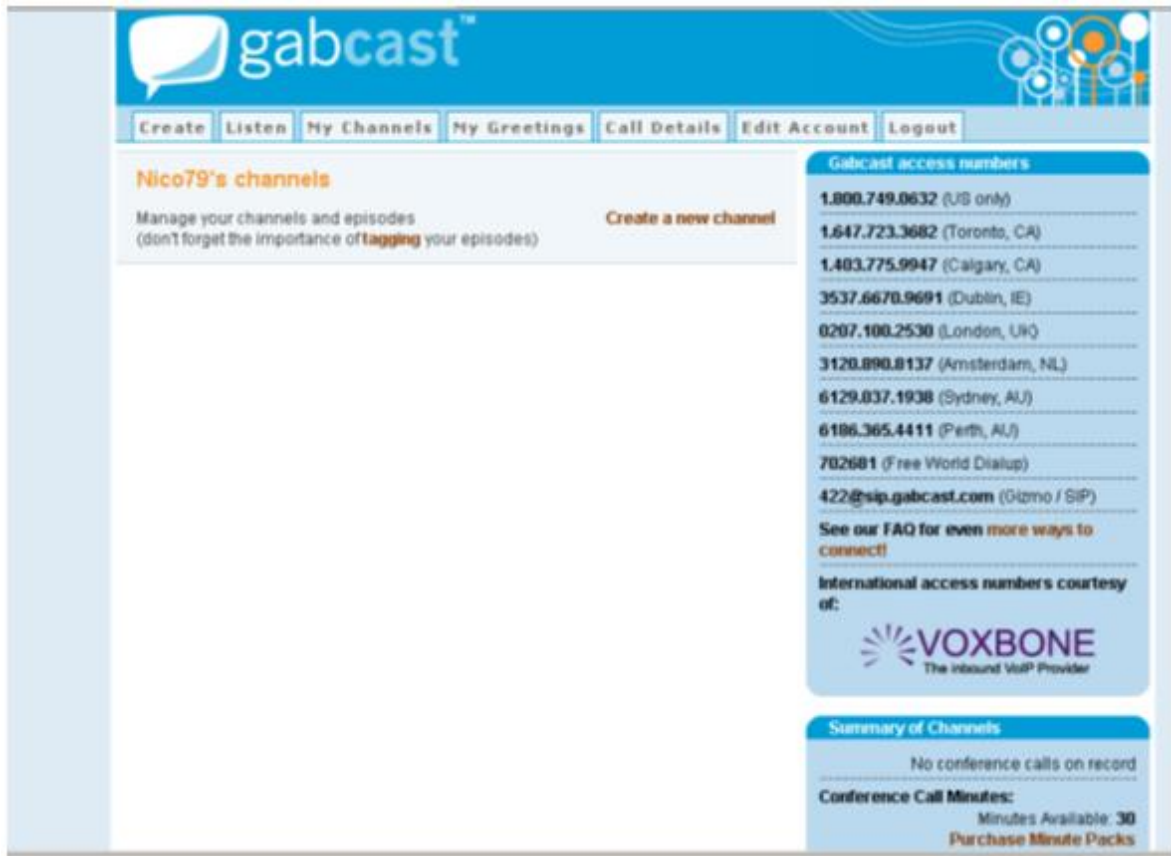 gabcast™
Create Listen My Channels My Greetings Call Details Edit Account Logout
Nico79's channels
Manage your channels and episodes
(don't forget the importance of tagging your episodes)
Create a new channel
Gabcast access numbers
1.800.749.0632 (US only)
1.647.723.3682 (Toronto, CA)
1.403.775.9947 (Calgary, CA)
3537.6670.9691 (Dublin, IE)
0207.100.2530 (London, UK)
3120.890.8137 (Amsterdam, NL)
6129.037.1938 (Sydney, AU)
6186.365.4411 (Perth, AU)
702681 (Free World Dialup)
422@sip.gabcast.com (Gizmo / SIP)
See our FAQ for even more ways to
connect!
International access numbers courtesy
of:
VOXBONE
The inbound VoIP Provider
Summary of Channels
No conference calls on record
Conference Call Minutes:
Minutes Available: 30
Purchase Minute Packs